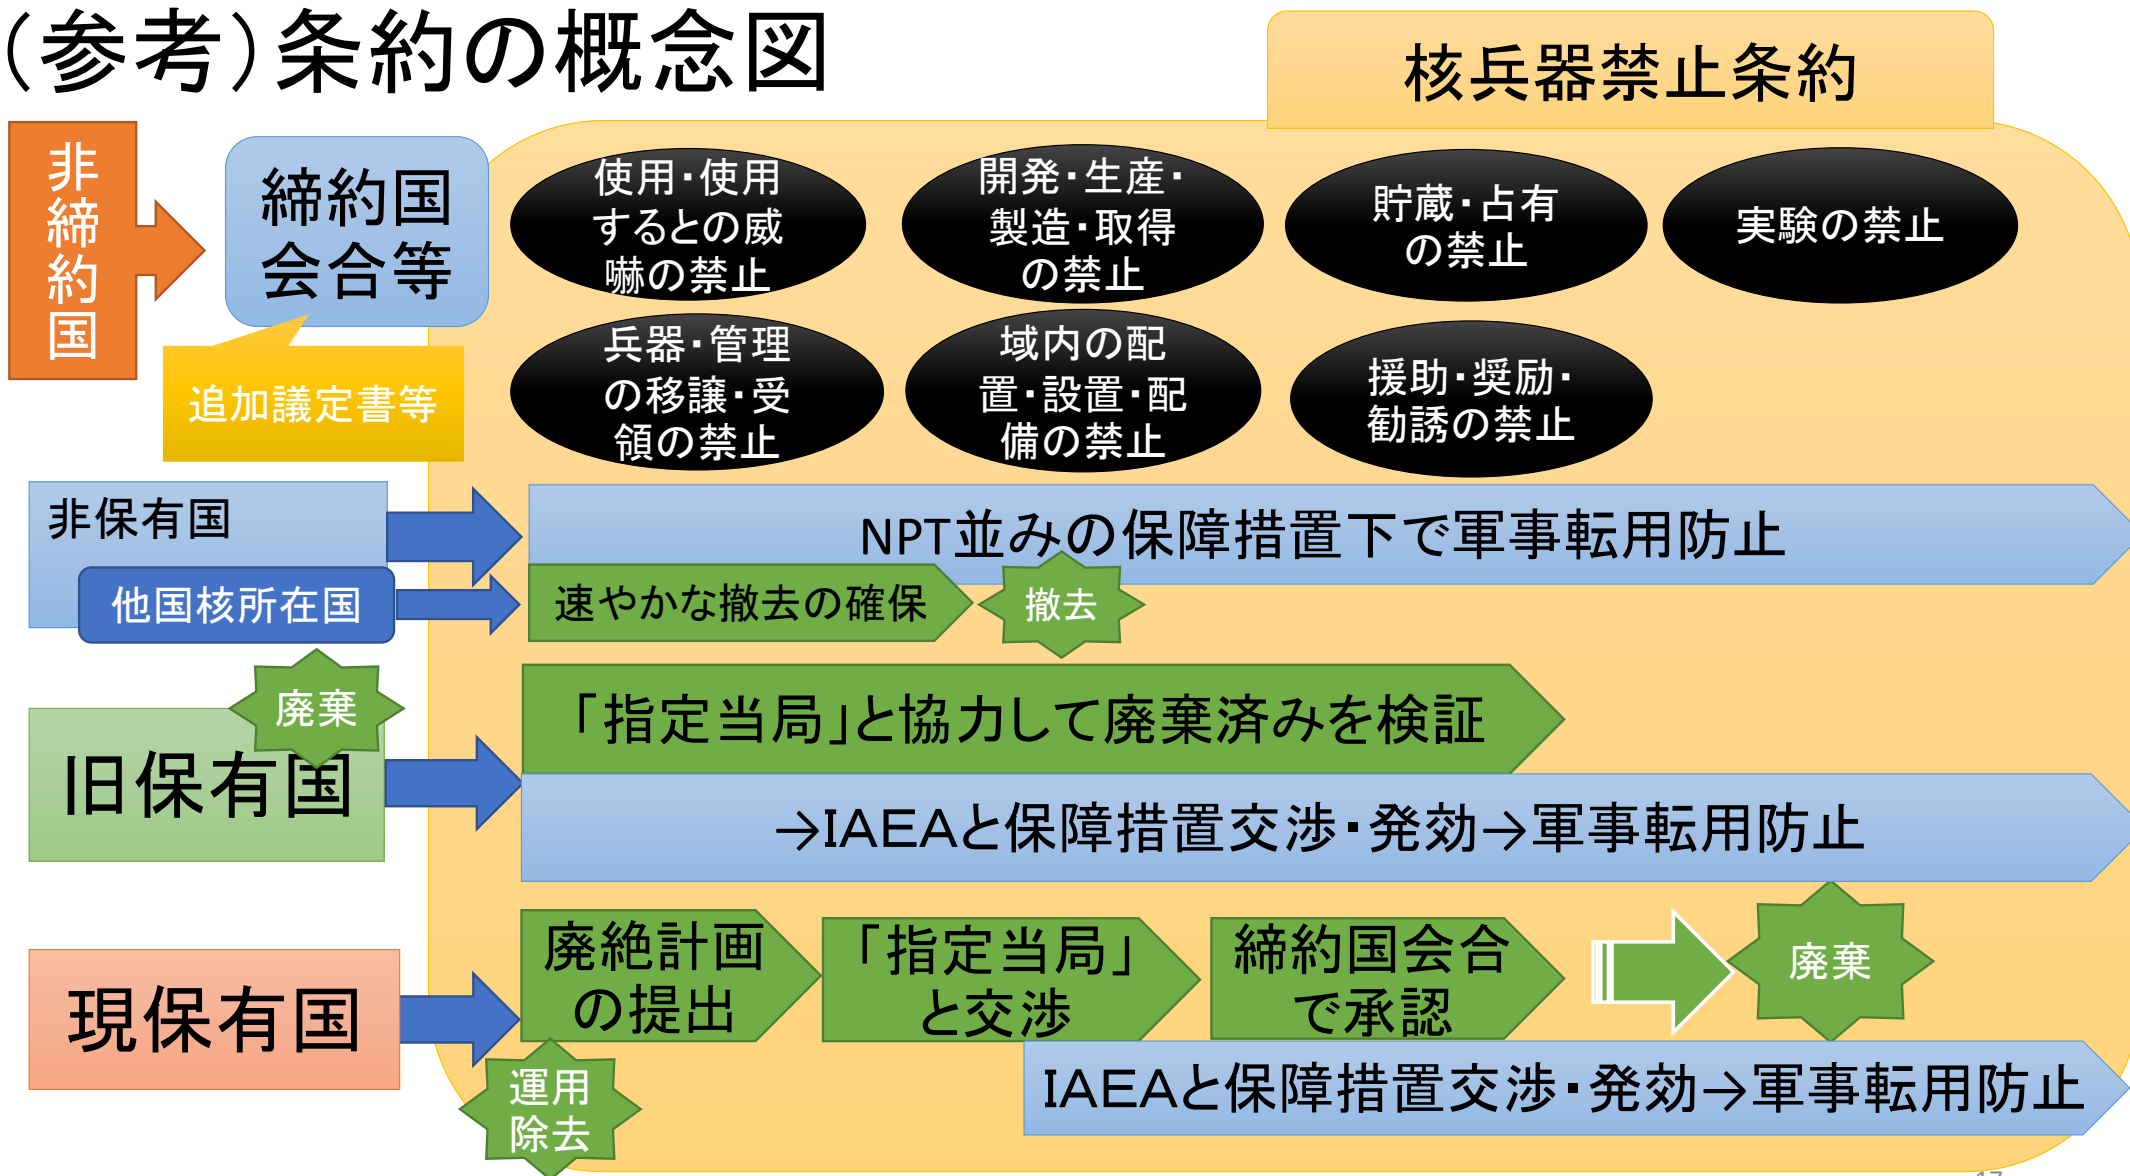 （参考）条約の概念図
核兵器禁止条約
非締約国
締約国
会合等
追加議定書等
使用・使用
するとの威
嚇の禁止
開発・生産・
製造・取得
の禁止
貯蔵・占有
の禁止
実験の禁止
兵器・管理
の移譲・受
領の禁止
域内の配
置・設置・配
備の禁止
援助・奨励・
勧誘の禁止
非保有国
NPT並みの保障措置下で軍事転用防止
他国核所在国
速やかな撤去の確保
撤去
廃棄
旧保有国
「指定当局」と協力して廃棄済みを検証
→IAEAと保障措置交渉・発効→軍事転用防止
現保有国
廃絶計画
の提出
「指定当局」
と交渉
締約国会合
で承認
廃棄
運用
除去
IAEAと保障措置交渉・発効→軍事転用防止
17